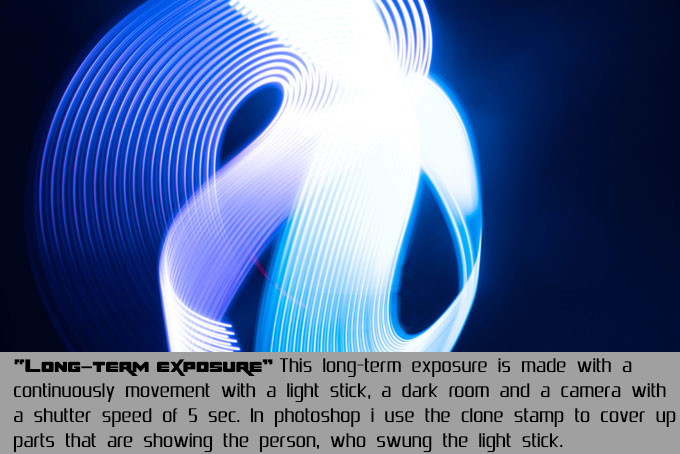 "Long-term exposure" This long-term exposure is made with a
continuously movement with a light stick, a dark room and a camera with
a shutter speed of 5 sec. In photoshop i use the clone stamp to cover up
parts that are showing the person, who swung the light stick.